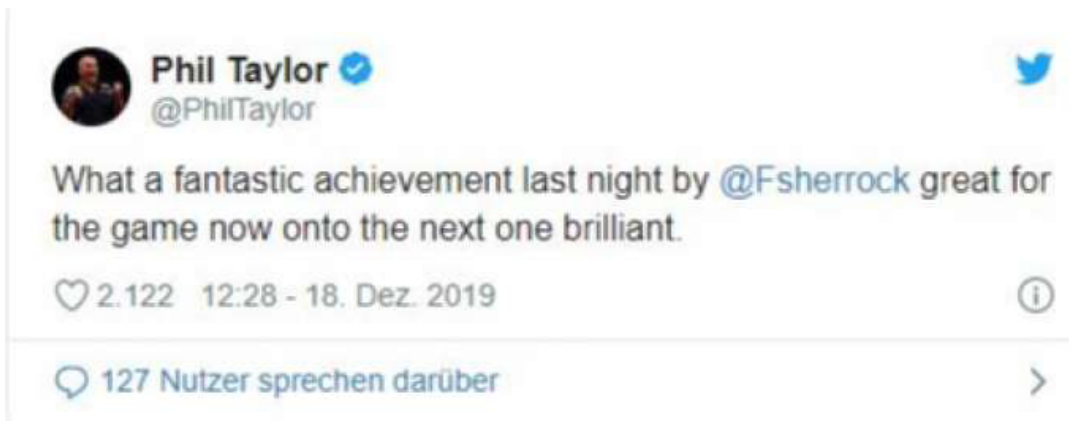 Phil Taylor
@PhilTaylor
What a fantastic achievement last night by @Fsherrock great for
the game now onto the next one brilliant.
2.122 12:28 - 18. Dez. 2019
127 Nutzer sprechen darüber